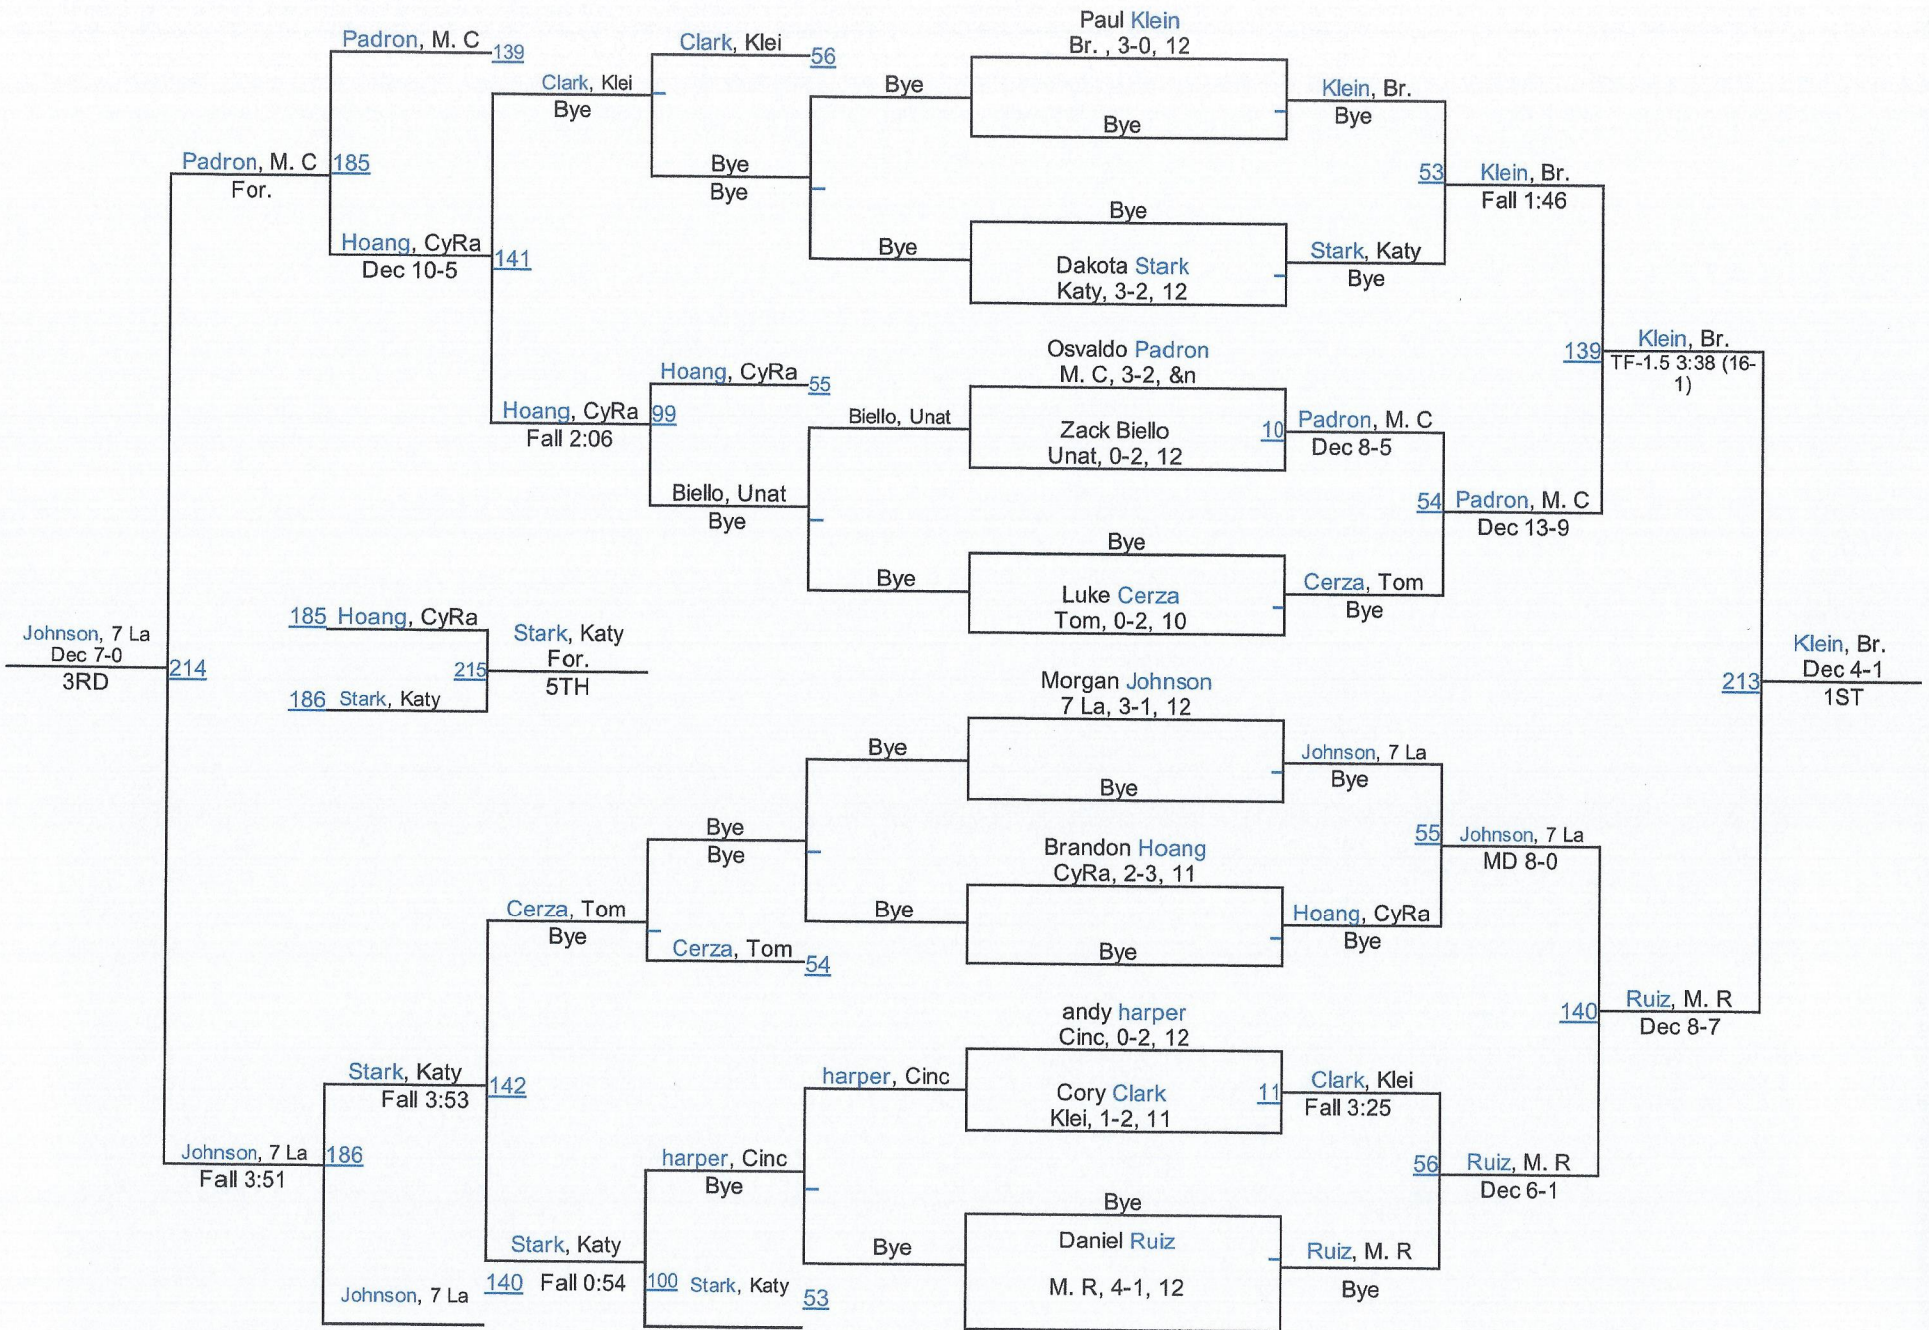 Paul Klein
Br. , 3-0, 12
Padron, M. C
139
Clark, Klei
56
Clark, Klei
Bye
Bye
Klein, Br.
Bye
Bye
Padron, M. C
185
For.
Bye
Bye
53
Klein, Br.
Fall 1:46
Bye
Hoang, CyRa
Dec 10-5
141
Bye
Dakota Stark
Katy, 3-2, 12
Stark, Katy
Bye
Osvaldo Padron
M. C, 3-2, &n
139
Klein, Br.
TF-1.5 3:38 (16-
1)
Hoang, CyRa
55
Hoang, CyRa
99
Fall 2:06
Biello, Unat
Zack Biello
Unat, 0-2, 12
10
Padron, M. C
Dec 8-5
Biello, Unat
Bye
54
Padron, M. C
Dec 13-9
Bye
Bye
Luke Cerza
Tom, 0-2, 10
Cerza, Tom
Bye
Johnson, 7 La
Dec 7-0
3RD
214
185 Hoang, CyRa
215
186 Stark, Katy
Stark, Katy
For.
5TH
213
Klein, Br.
Dec 4-1
1ST
Morgan Johnson
7 La, 3-1, 12
Bye
Bye
Johnson, 7 La
Bye
Bye
Bye
Brandon Hoang
CyRa, 2-3, 11
55
Johnson, 7 La
MD 8-0
Cerza, Tom
Bye
Cerza, Tom
54
Bye
Bye
Hoang, CyRa
Bye
andy harper
Cinc, 0-2, 12
140
Ruiz, M. R
Dec 8-7
Stark, Katy
Fall 3:53
142
harper, Cinc
Cory Clark
Klei, 1-2, 11
11
Clark, Klei
Fall 3:25
Johnson, 7 La
Fall 3:51
186
harper, Cinc
Bye
56
Ruiz, M. R
Dec 6-1
Bye
Stark, Katy
Fall 0:54
Bye
Daniel Ruiz
M. R, 4-1, 12
Ruiz, M. R
Bye
Johnson, 7 La
140
100
Stark, Katy
53